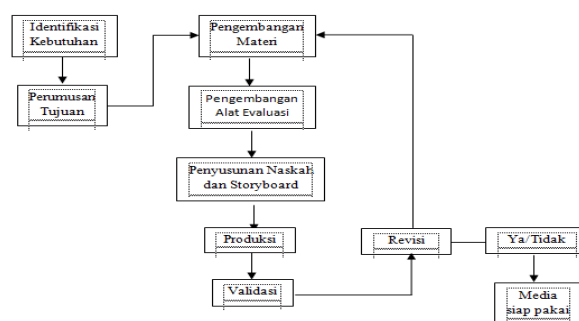 Identifikasi
Kebutuhan
Perumusan
Tujuan
Pengembangan
Materi
Pengembangan
Alat Evaluasi
Penyusunan Naskah
dan Storyboard
Produksi
Validasi
Revisi
Ya/Tidak
Media
siap pakai